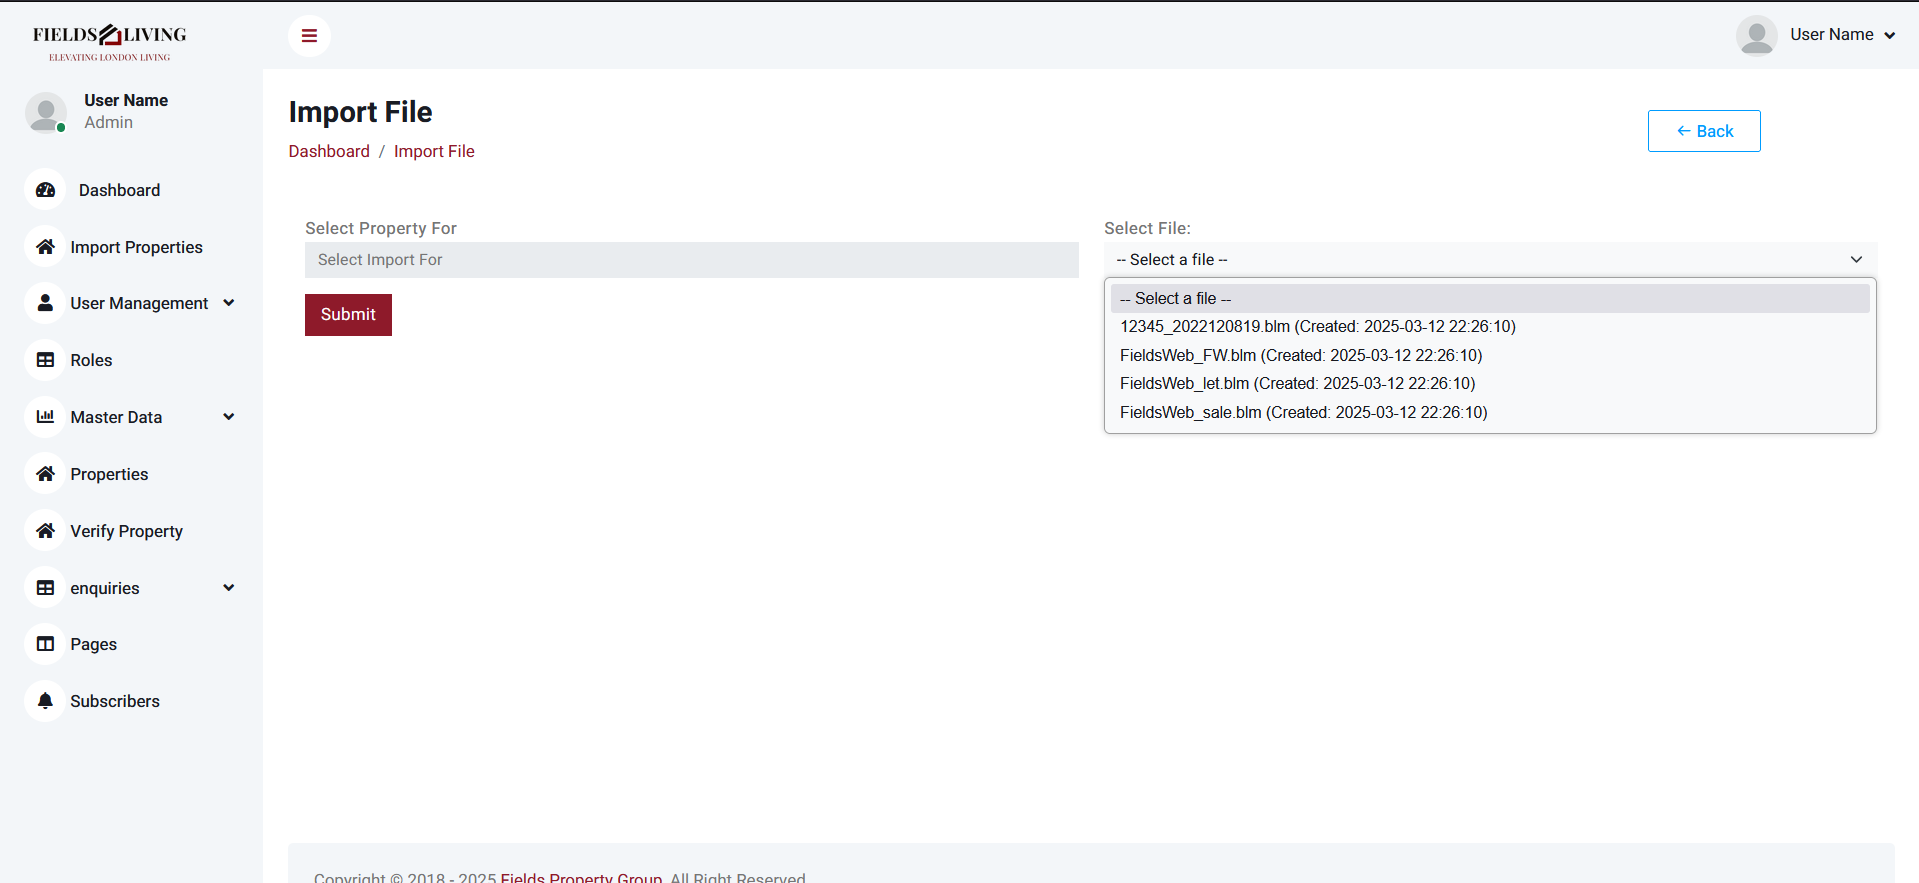 FIELDS LIVING
ELEVATING LONDON LIVING
User Name
User Name
Admin
Dashboard
Import Properties
User Management
Roles
Master Data
Properties
Verify Property
enquiries
Pages
Subscribers
Import File
Dashboard / Import File
← Back
Select Property For
Select Import For
Submit
Select File:
-- Select a file --
-- Select a file --
12345_2022120819.blm (Created: 2025-03-12 22:26:10)
FieldsWeb_FW.blm (Created: 2025-03-12 22:26:10)
FieldsWeb_let.blm (Created: 2025-03-12 22:26:10)
FieldsWeb_sale.blm (Created: 2025-03-12 22:26:10)
Copyright © 2018 - 2025 Fields Property Group. All Right Reserved